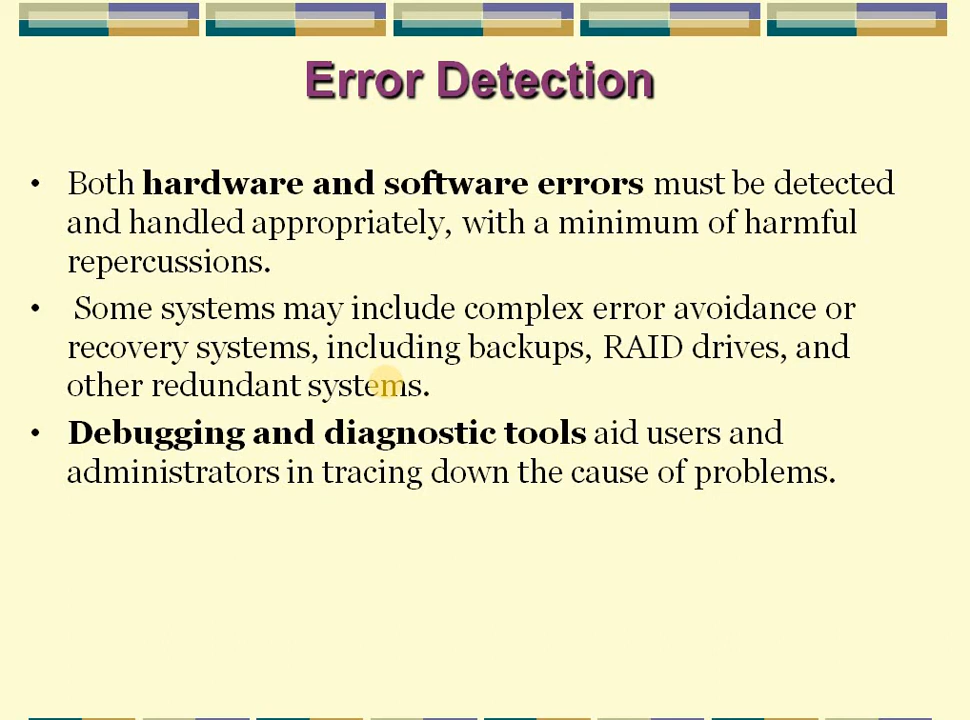 Error Detection
• Both hardware and software errors must be detected
and handled appropriately, with a minimum of harmful
repercussions.
• Some systems may include complex error avoidance or
recovery systems, including backups, RAID drives, and
other redundant systems.
• Debugging and diagnostic tools aid users and
administrators in tracing down the cause of problems.